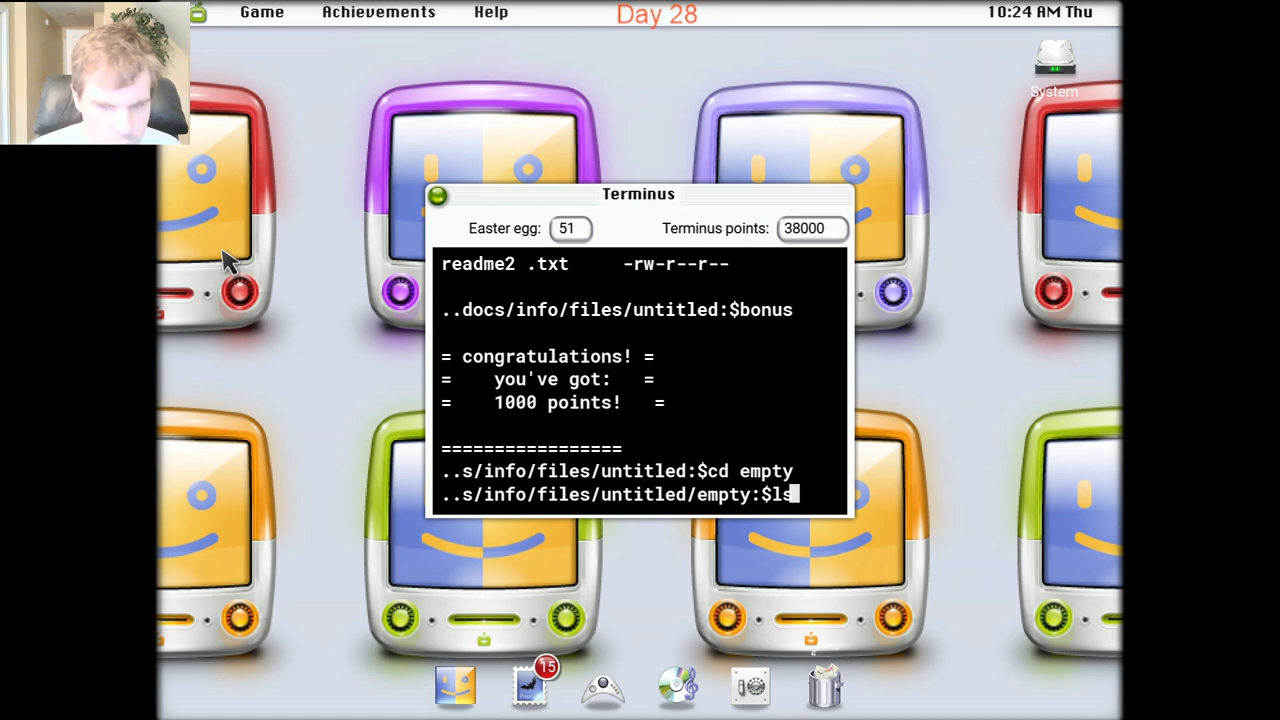 Game Achievements Help Day 28 10:24 AM Thu
System
Terminus
Easter egg: 51 Terminus points: 38000
readme2 .txt -rw-r--r--
..docs/info/files/untitled:$bonus
= congratulations! =
= you've got: =
= 1000 points! =
=================
..s/info/files/untitled:$cd empty
..s/info/files/untitled/empty:$ls
15